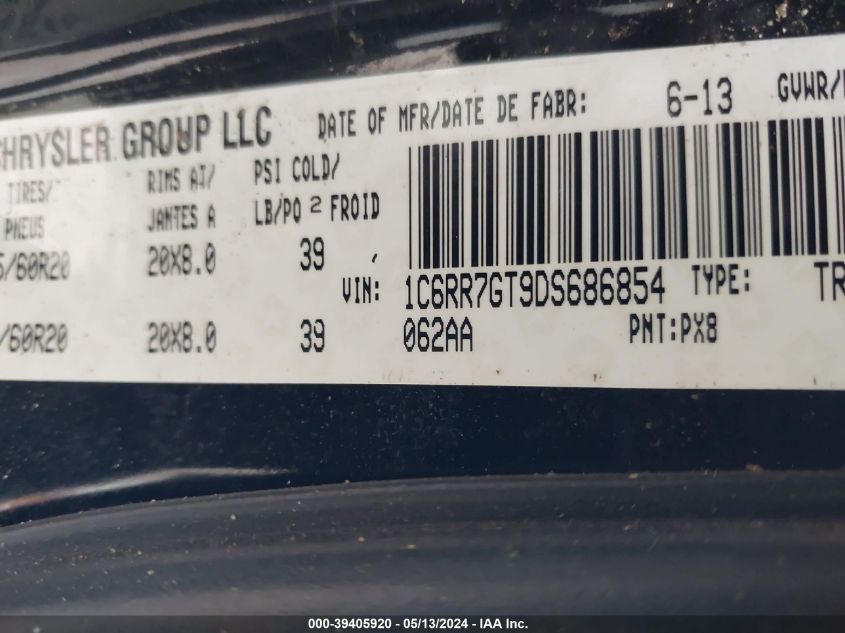 CHRYSLER GROUP LLC DATE OF MFR/DATE DE FABR: 6-13 GVWR/
TIRES/ RIMS AT/ PSI COLD/
PNEUS JANTES A LB/PO 2 FROID
/60R20 20X8.0 39
VIN: 1C6RR7GT9DS686854 TYPE: TR
/60R20 20X8.0 39 062AA PNT:PX8
000-39405920 - 05/13/2024 - IAA Inc.